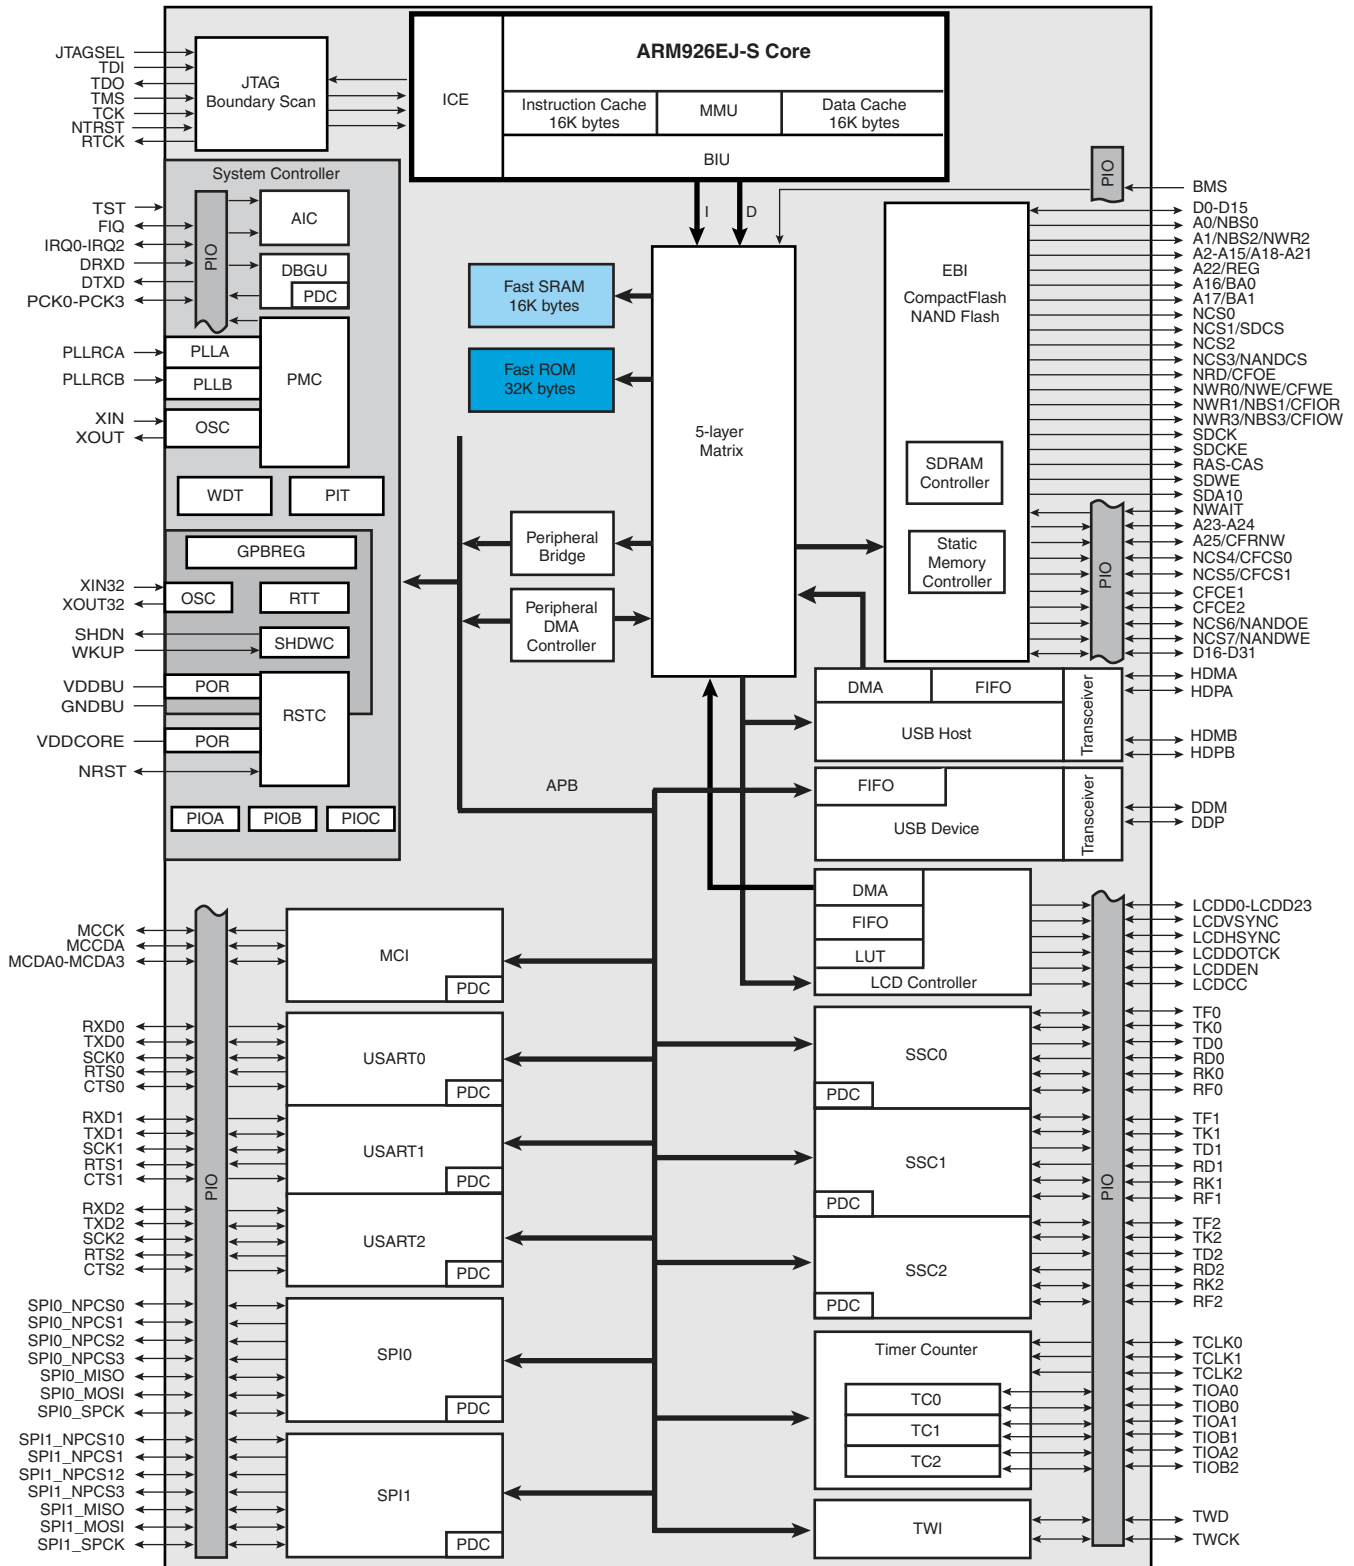 JTAGSEL
TDI
TDO
TMS
TCK
NTRST
RTCK
JTAG
Boundary Scan
ICE
ARM926EJ-S Core
Instruction Cache
16K bytes
MMU
Data Cache
16K bytes
BIU
I
D
PIO
BMS
System Controller
TST
FIQ
IRQ0-IRQ2
DRXD
DTXD
PCK0-PCK3
PIO
AIC
DBGU
PDC
PLLRCA
PLLRCB
XIN
XOUT
PLLA
PLLB
OSC
PMC
WDT
PIT
GPBREG
XIN32
XOUT32
OSC
RTT
SHDN
WKUP
SHDWC
VDDBU
GNDBU
POR
VDDCORE
POR
NRST
RSTC
PIOA
PIOB
PIOC
Fast SRAM
16K bytes
Fast ROM
32K bytes
5-layer
Matrix
Peripheral
Bridge
Peripheral
DMA
Controller
APB
EBI
CompactFlash
NAND Flash
SDRAM
Controller
Static
Memory
Controller
D0-D15
A0/NBS0
A1/NBS2/NWR2
A2-A15/A18-A21
A22/REG
A16/BA0
A17/BA1
NCS0
NCS1/SDCS
NCS2
NCS3/NANDCS
NRD/CFOE
NWR0/NWE/CFWE
NWR1/NBS1/CFIOR
NWR3/NBS3/CFIOW
SDCK
SDCKE
RAS-CAS
SDWE
SDA10
PIO
NWAIT
A23-A24
A25/CFRNW
NCS4/CFCS0
NCS5/CFCS1
CFCE1
CFCE2
NCS6/NANDOE
NCS7/NANDWE
D16-D31
DMA
FIFO
USB Host
Transceiver
HDMA
HDPA
HDMB
HDPB
FIFO
USB Device
Transceiver
DDM
DDP
DMA
FIFO
LUT
LCD Controller
LCDD0-LCDD23
LCDVSYNC
LCDHSYNC
LCDDOTCK
LCDDEN
LCDCC
MCCK
MCCDA
MCDA0-MCDA3
MCI
PDC
RXD0
TXD0
SCK0
RTS0
CTS0
USART0
PDC
RXD1
TXD1
SCK1
RTS1
CTS1
PIO
USART1
PDC
RXD2
TXD2
SCK2
RTS2
CTS2
USART2
PDC
SPI0_NPCS0
SPI0_NPCS1
SPI0_NPCS2
SPI0_NPCS3
SPI0_MISO
SPI0_MOSI
SPI0_SPCK
SPI0
PDC
SPI1_NPCS10
SPI1_NPCS1
SPI1_NPCS12
SPI1_NPCS3
SPI1_MISO
SPI1_MOSI
SPI1_SPCK
SPI1
PDC
SSC0
PDC
TF0
TK0
TD0
RD0
RK0
RF0
SSC1
PDC
PIO
TF1
TK1
TD1
RD1
RK1
RF1
SSC2
PDC
TF2
TK2
TD2
RD2
RK2
RF2
Timer Counter
TC0
TC1
TC2
TCLK0
TCLK1
TCLK2
TIOA0
TIOB0
TIOA1
TIOB1
TIOA2
TIOB2
TWI
TWD
TWCK